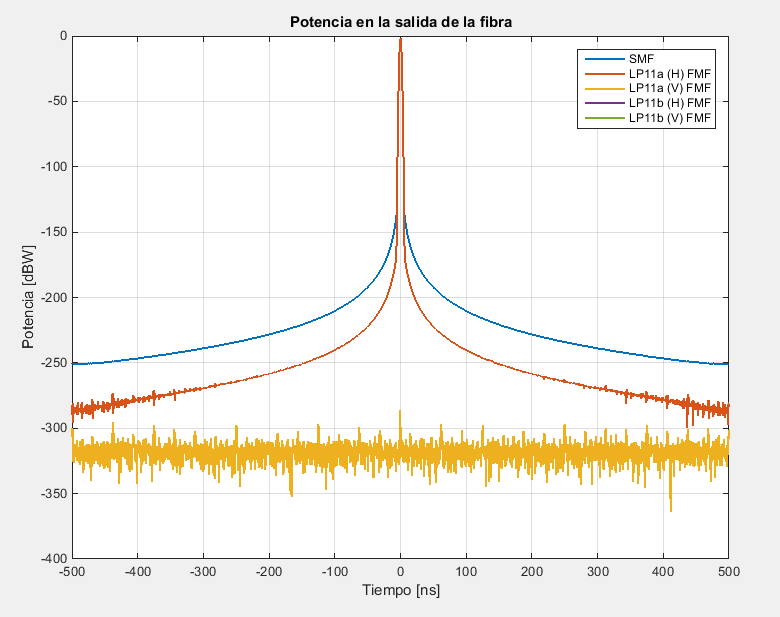 Potencia en la salida de la fibra
SMF
LP11a (H) FMF
LP11a (V) FMF
LP11b (H) FMF
LP11b (V) FMF
Potencia [dBW]
0
-50
-100
-150
-200
-250
-300
-350
-400
-500 -400 -300 -200 -100 0 100 200 300 400 500
Tiempo [ns]